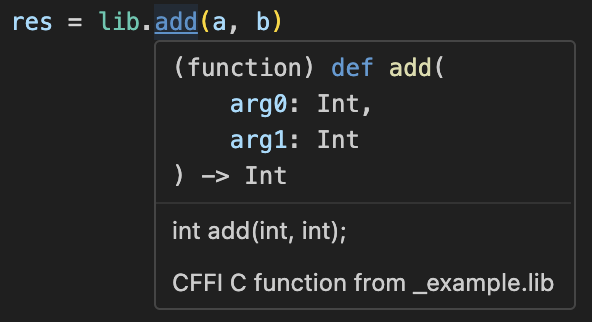 res = lib.add(a, b)
(function) def add(
    arg0: Int,
    arg1: Int
) -> Int
int add(int, int);
CFFI C function from _example.lib